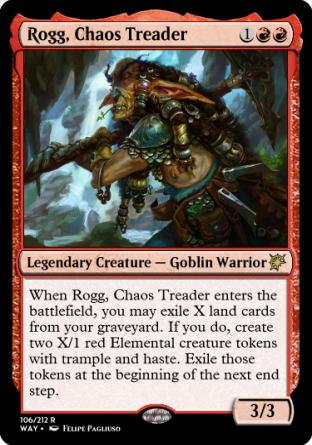 Rogg, Chaos Treader 1
Legendary Creature — Goblin Warrior
When Rogg, Chaos Treader enters the
battlefield, you may exile X land cards
from your graveyard. If you do, create
two X/1 red Elemental creature tokens
with trample and haste. Exile those
tokens at the beginning of the next end
step.
3/3
106/212 R
WAY • Felipe Pagliuso